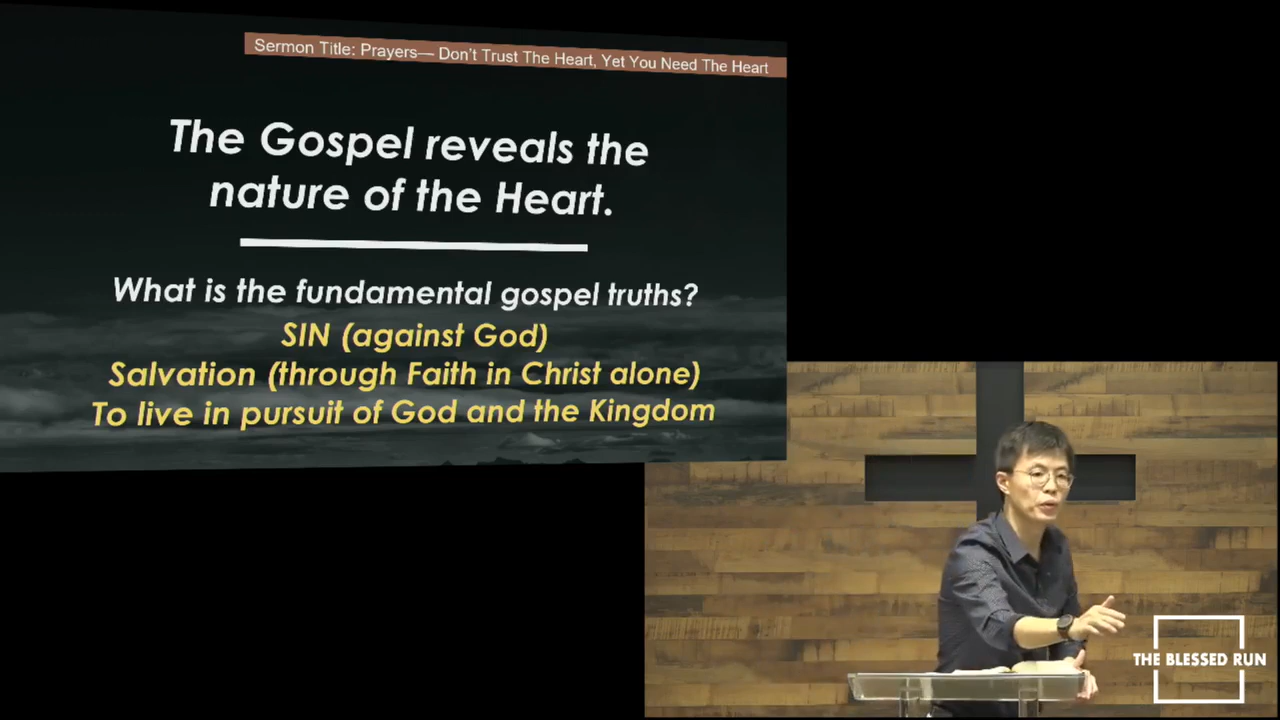 Sermon Title: Prayers— Don't Trust The Heart, Yet You Need The Heart
The Gospel reveals the
nature of the Heart.
What is the fundamental gospel truths?
SIN (against God)
Salvation (through Faith in Christ alone)
To live in pursuit of God and the Kingdom
THE BLESSED RUN